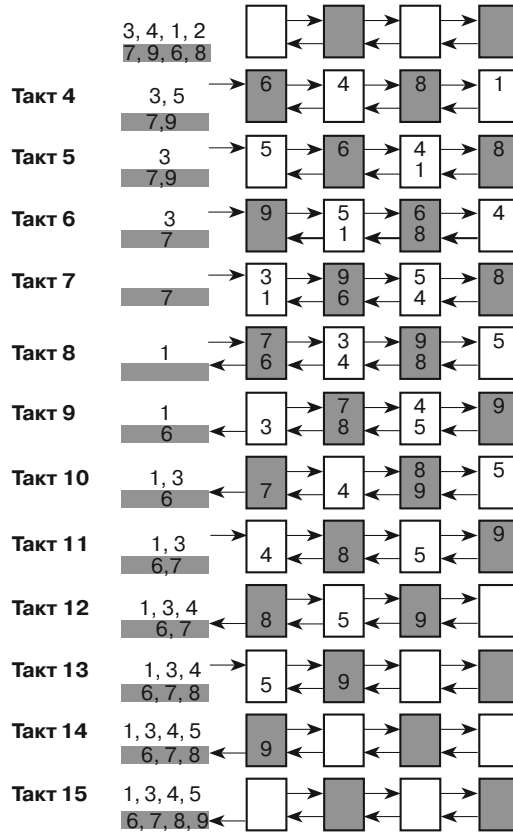 3, 4, 1, 2
7, 9, 6, 8
Такт 4 3, 5 6 4 8 1
7,9
Такт 5 3 5 6 4 8
7,9 1
Такт 6 3 9 5 6 4
7 1 8
Такт 7 3 9 5 8
7 1 6 4
Такт 8 1 7 3 9 5
6 4 8
Такт 9 1 7 4 9
6 3 8 5
Такт 10 1, 3 8 5
6 7 4 9
Такт 11 1, 3 9
6,7 4 8 5
Такт 12 1, 3, 4
6, 7 8 5 9
Такт 13 1, 3, 4
6, 7, 8 5 9
Такт 14 1, 3, 4, 5
6, 7, 8 9
Такт 15 1, 3, 4, 5
6, 7, 8, 9